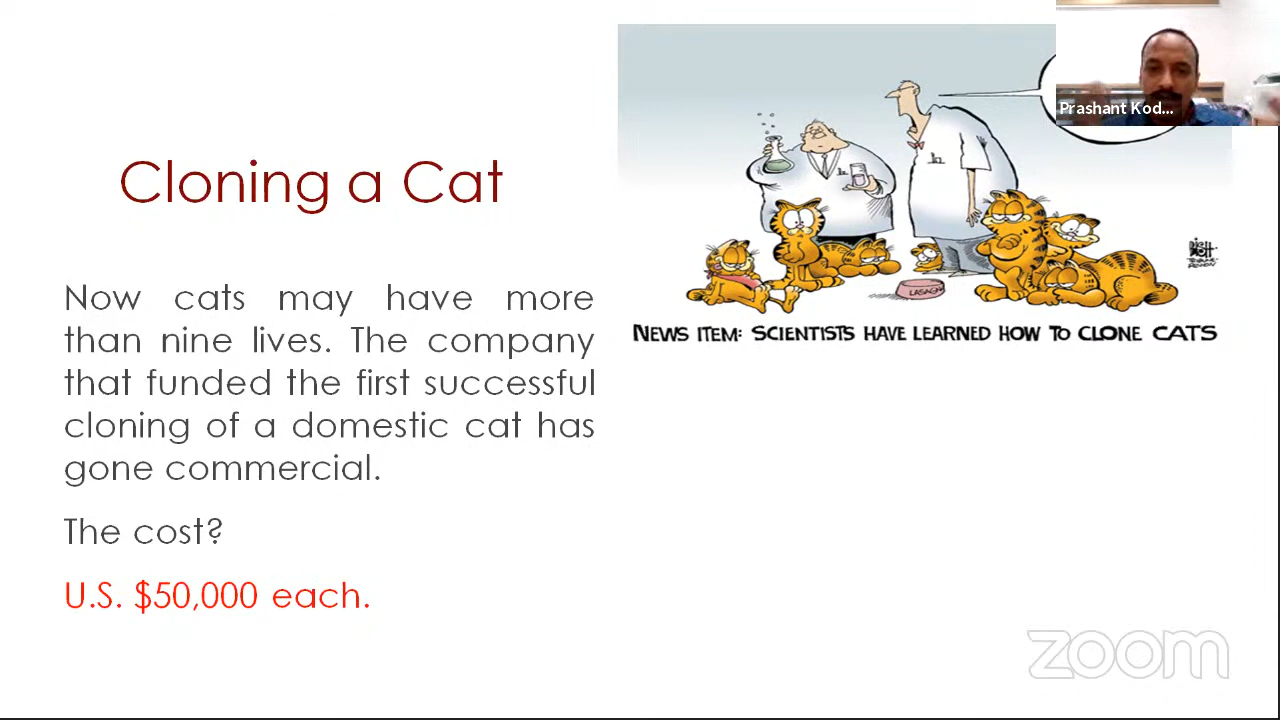 Cloning a Cat
Now cats may have more
than nine lives. The company
that funded the first successful
cloning of a domestic cat has
gone commercial.
The cost?
U.S. $50,000 each.
LASAGNA
NEWS ITEM: SCIENTISTS HAVE LEARNED HOW TO CLONE CATS
Prashant Kod...
zoom